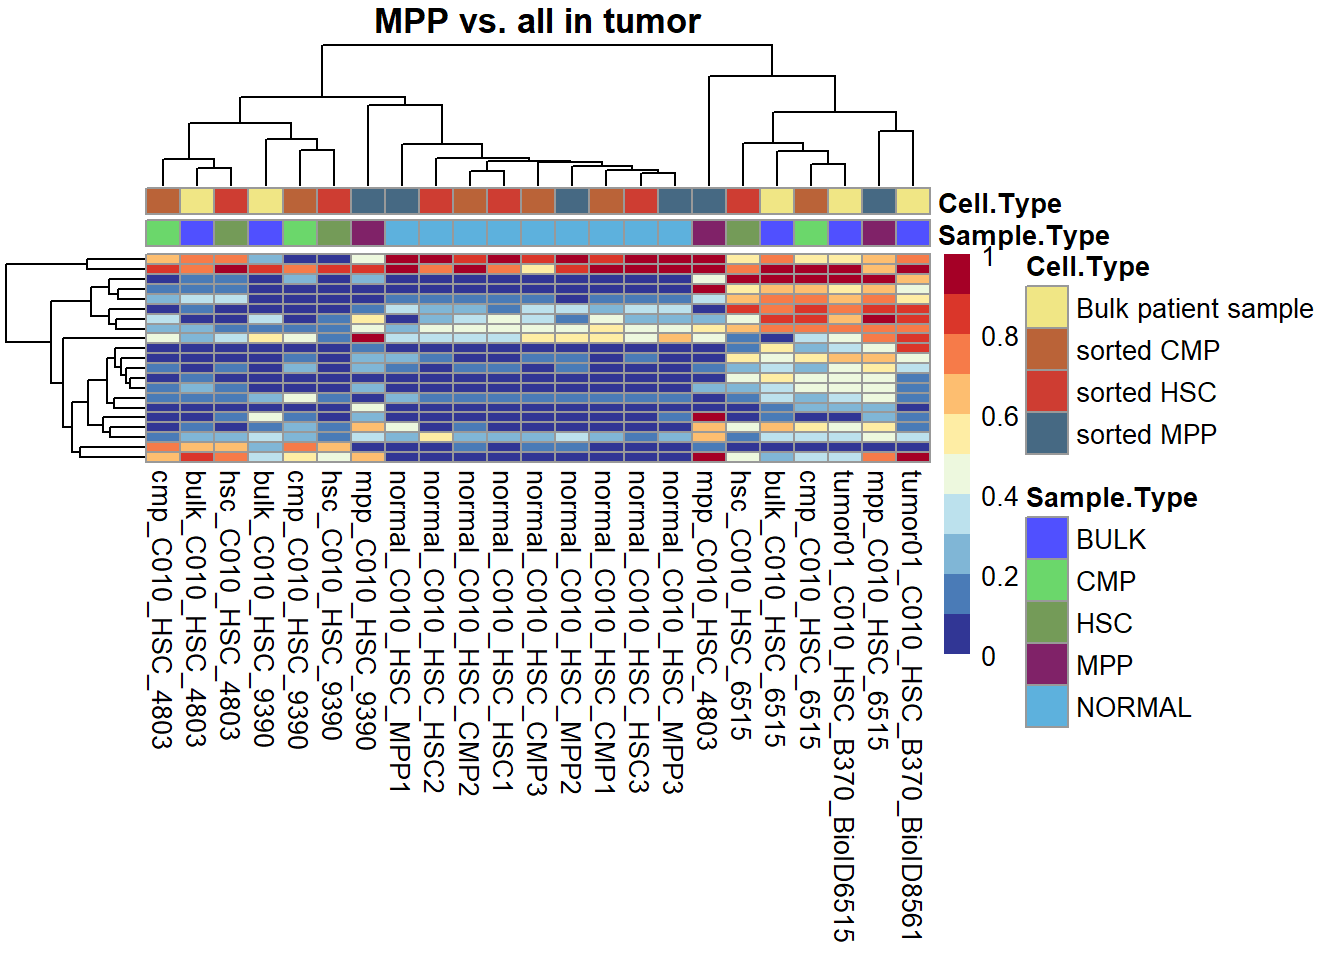 MPP vs. all in tumor
Cell.Type
Sample.Type
1
0.8
0.6
0.4
0.2
0
Cell.Type
Bulk patient sample
sorted CMP
sorted HSC
sorted MPP
Sample.Type
BULK
CMP
HSC
MPP
NORMAL
cmp_C010_HSC_4803
bulk_C010_HSC_4803
hsc_C010_HSC_4803
bulk_C010_HSC_9390
cmp_C010_HSC_9390
hsc_C010_HSC_9390
mpp_C010_HSC_9390
normal_C010_HSC_MPP1
normal_C010_HSC_HSC2
normal_C010_HSC_CMP2
normal_C010_HSC_HSC1
normal_C010_HSC_CMP3
normal_C010_HSC_MPP2
normal_C010_HSC_CMP1
normal_C010_HSC_HSC3
normal_C010_HSC_MPP3
mpp_C010_HSC_4803
hsc_C010_HSC_6515
bulk_C010_HSC_6515
cmp_C010_HSC_6515
tumor01_C010_HSC_B370_BioID6515
mpp_C010_HSC_6515
tumor01_C010_HSC_B370_BioID8561